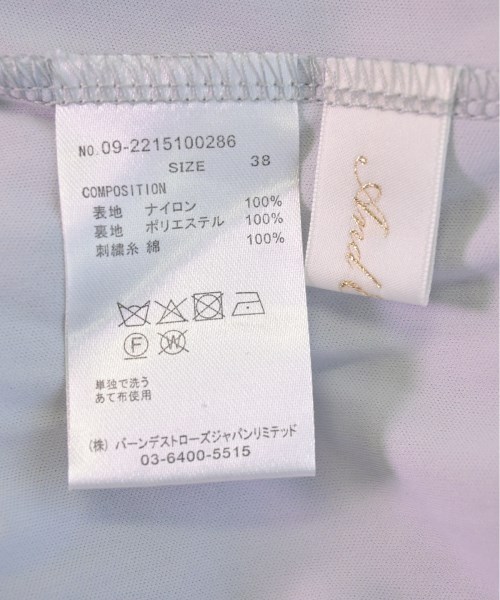 NO.09-2215100286
SIZE 38
COMPOSITION
表地 ナイロン 100%
裏地 ポリエステル 100%
刺繍糸 綿 100%
F W
単独で洗う
あて布使用
(株) バーンデストローズジャパンリミテッド
03-6400-5515
And